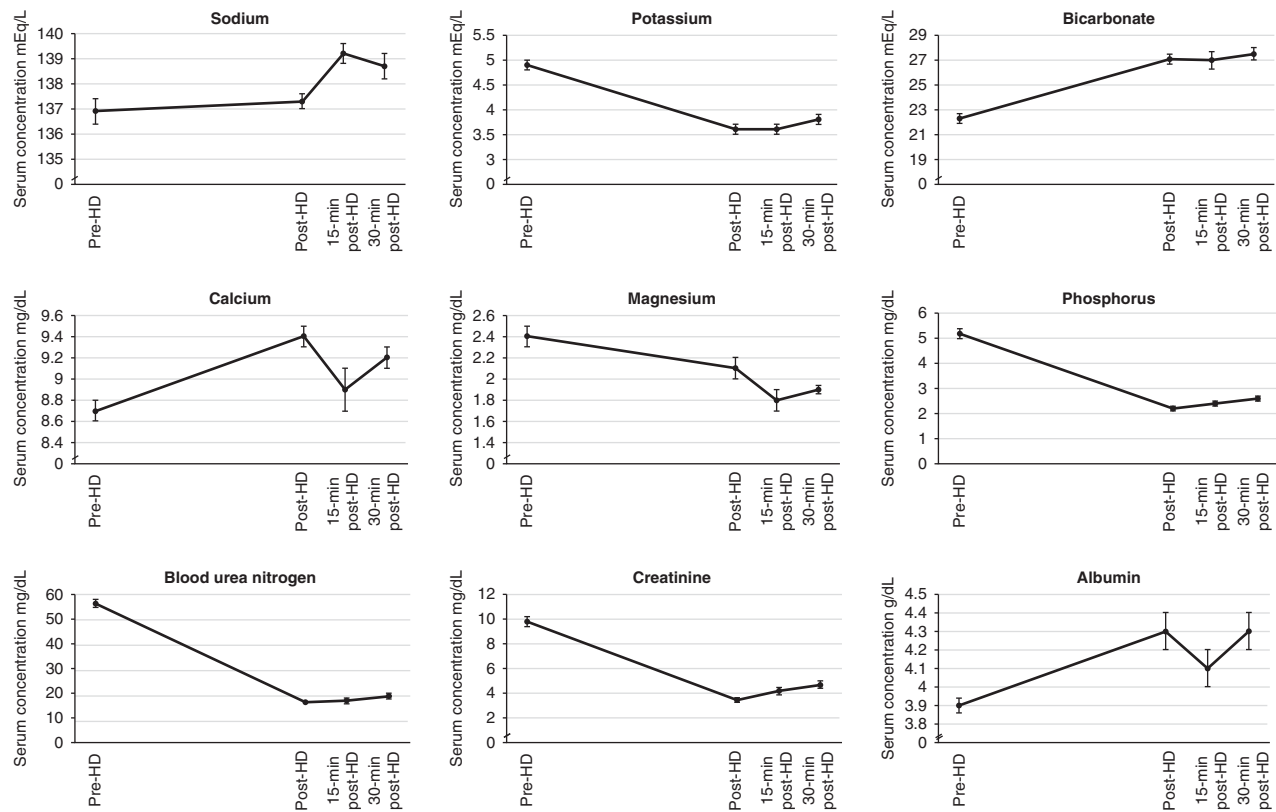 Sodium
Serum concentration mEq/L
140
139
138
137
136
135
0
Pre-HD
Post-HD
15-min
post-HD
30-min
post-HD
Potassium
Serum concentration mEq/L
5.5
5
4.5
4
3.5
3
0
Pre-HD
Post-HD
15-min
post-HD
30-min
post-HD
Bicarbonate
Serum concentration mEq/L
29
27
25
23
21
19
0
Pre-HD
Post-HD
15-min
post-HD
30-min
post-HD
Calcium
Serum concentration mg/dL
9.6
9.4
9.2
9
8.8
8.6
8.4
0
Pre-HD
Post-HD
15-min
post-HD
30-min
post-HD
Magnesium
Serum concentration mg/dL
2.6
2.4
2.2
2
1.8
1.6
1.4
0
Pre-HD
Post-HD
15-min
post-HD
30-min
post-HD
Phosphorus
Serum concentration mg/dL
6
5
4
3
2
1
0
Pre-HD
Post-HD
15-min
post-HD
30-min
post-HD
Blood urea nitrogen
Serum concentration mg/dL
60
50
40
30
20
10
0
Pre-HD
Post-HD
15-min
post-HD
30-min
post-HD
Creatinine
Serum concentration mg/dL
12
10
8
6
4
2
0
Pre-HD
Post-HD
15-min
post-HD
30-min
post-HD
Albumin
Serum concentration g/dL
4.5
4.4
4.3
4.2
4.1
4
3.9
3.8
0
Pre-HD
Post-HD
15-min
post-HD
30-min
post-HD